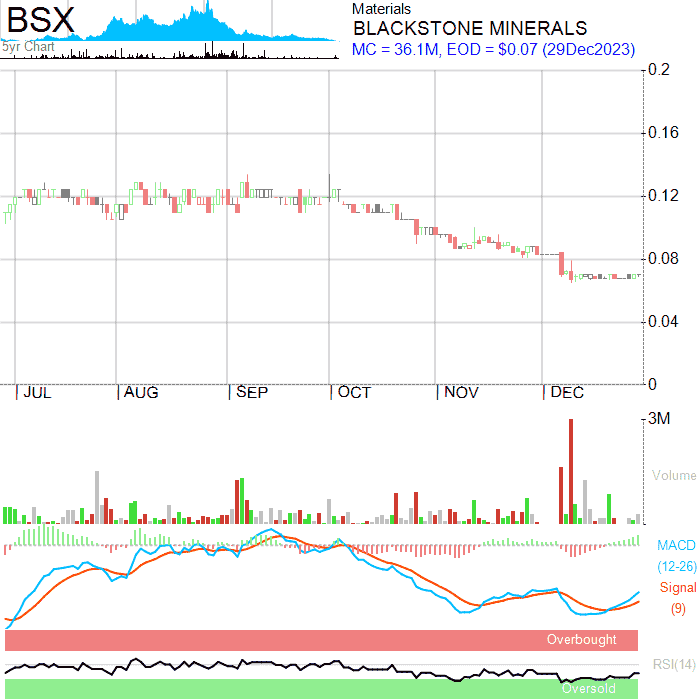 BSX
5yr Chart
Materials
BLACKSTONE MINERALS
MC = 36.1M, EOD = $0.07 (29Dec2023)
0.2
0.16
0.12
0.08
0.04
0
JUL AUG SEP OCT NOV DEC
3M
Volume
MACD
(12-26)
Signal
(9)
Overbought
RSI(14)
Oversold